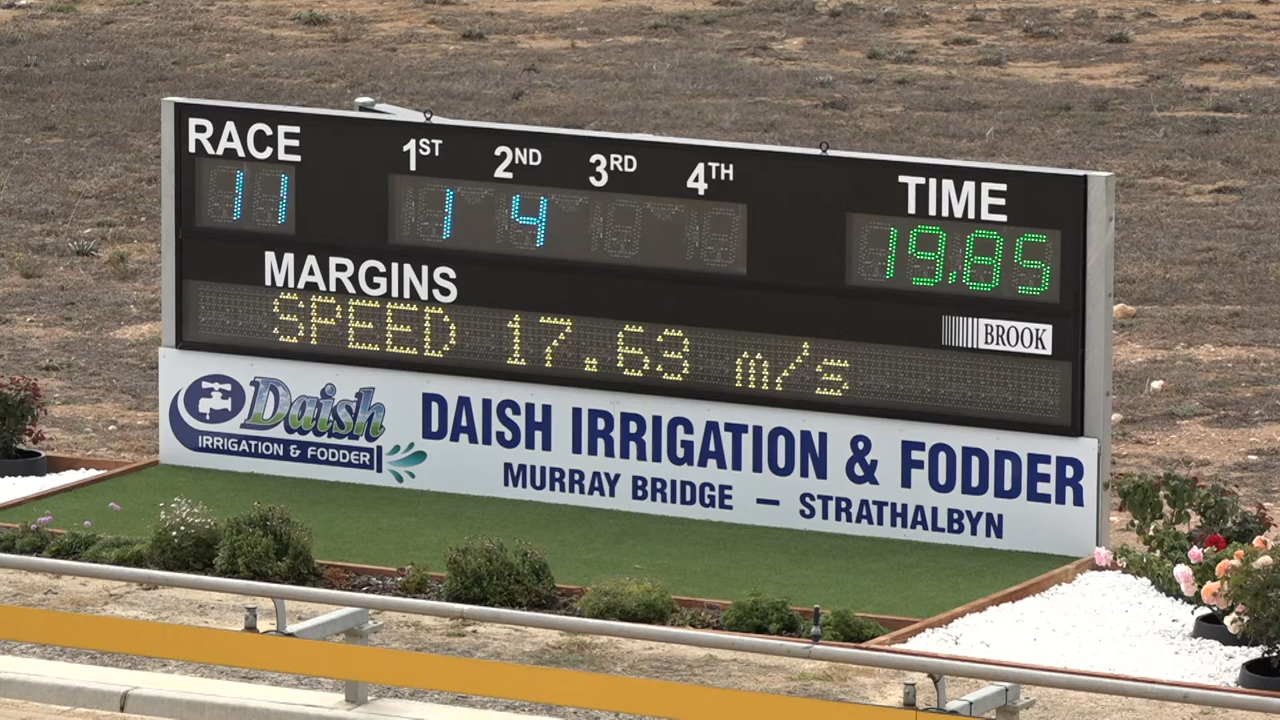 RACE 1ST 2ND 3RD 4TH TIME
11 1 4 19.85
MARGINS
BROOK
SPEED 17.63 m/s
Daish
IRRIGATION & FODDER
DAISH IRRIGATION & FODDER
MURRAY BRIDGE – STRATHALBYN